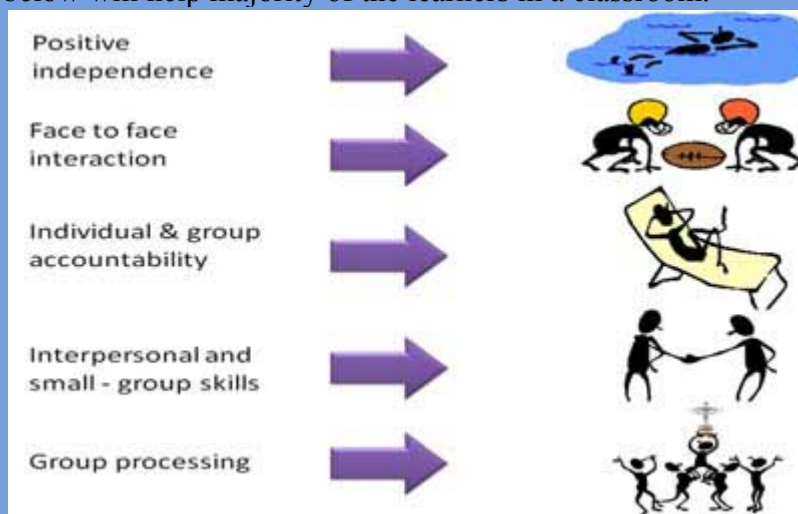 below will help majority of the learners in a classroom.
Positive
independence
Face to face
interaction
Individual & group
accountability
Interpersonal and
small - group skills
Group processing